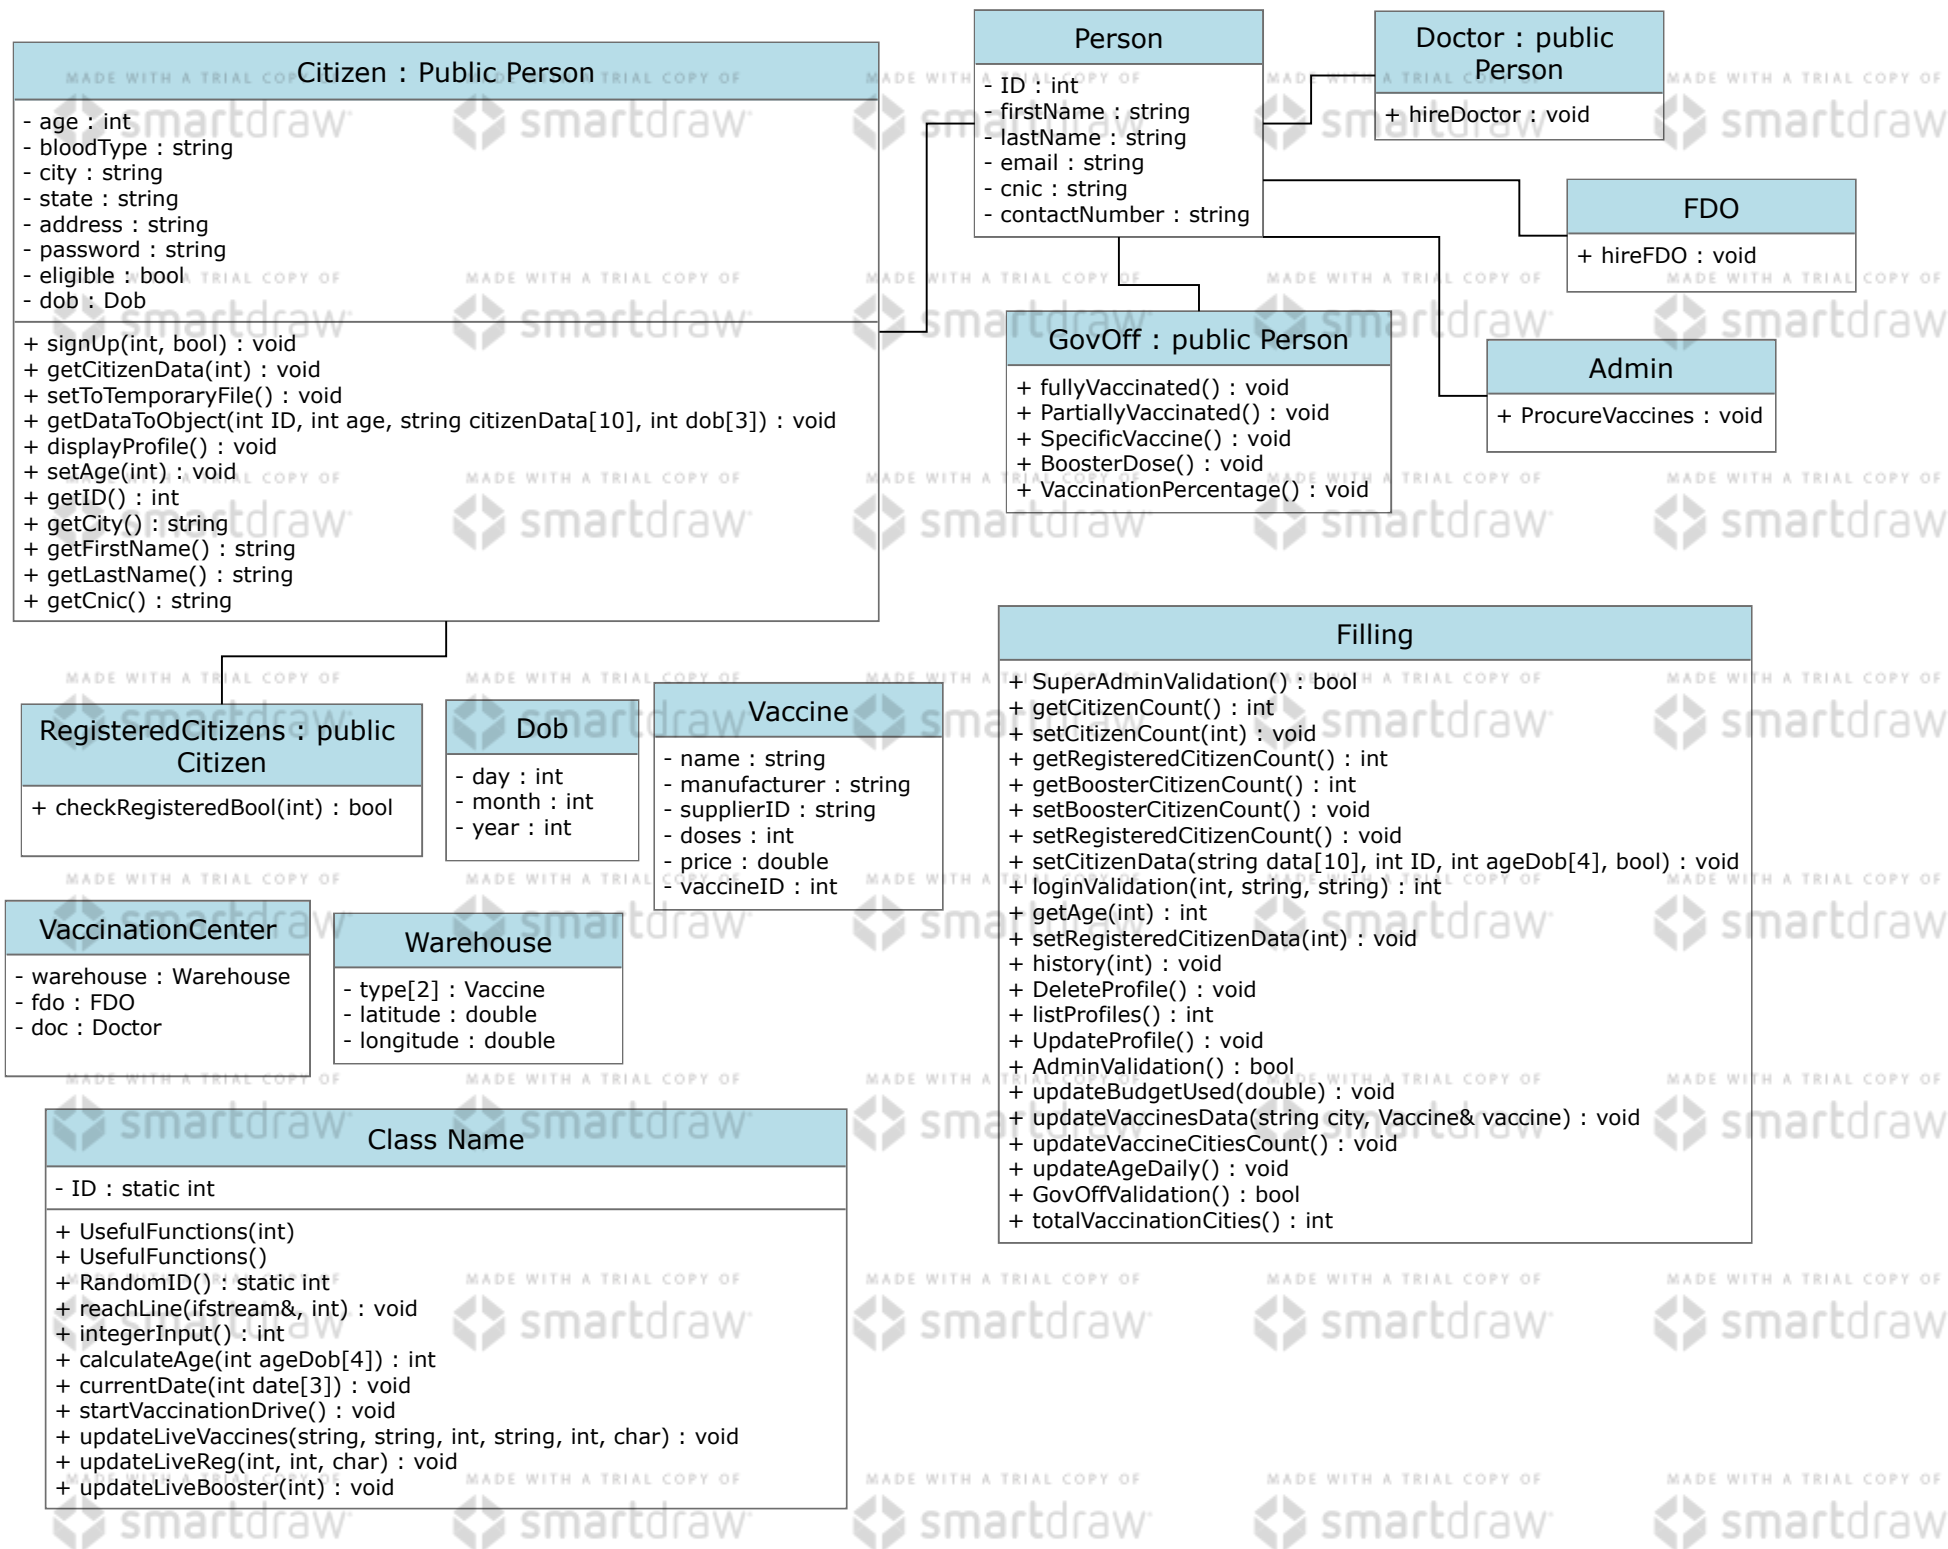 Citizen : Public Person
- age : int
- bloodType : string
- city : string
- state : string
- address : string
- password : string
- eligible : bool
- dob : Dob
+ signUp(int, bool) : void
+ getCitizenData(int) : void
+ setToTemporaryFile() : void
+ getDataToObject(int ID, int age, string citizenData[10], int dob[3]) : void
+ displayProfile() : void
+ setAge(int) : void
+ getID() : int
+ getCity() : string
+ getFirstName() : string
+ getLastName() : string
+ getCnic() : string
Person
- ID : int
- firstName : string
- lastName : string
- email : string
- cnic : string
- contactNumber : string
Doctor : public
Person
+ hireDoctor : void
FDO
+ hireFDO : void
GovOff : public Person
+ fullyVaccinated() : void
+ PartiallyVaccinated() : void
+ SpecificVaccine() : void
+ BoosterDose() : void
+ VaccinationPercentage() : void
Admin
+ ProcureVaccines : void
RegisteredCitizens : public
Citizen
+ checkRegisteredBool(int) : bool
Dob
- day : int
- month : int
- year : int
Vaccine
- name : string
- manufacturer : string
- supplierID : string
- doses : int
- price : double
- vaccineID : int
Filling
+ SuperAdminValidation() : bool
+ getCitizenCount() : int
+ setCitizenCount(int) : void
+ getRegisteredCitizenCount() : int
+ getBoosterCitizenCount() : int
+ setBoosterCitizenCount() : void
+ setRegisteredCitizenCount() : void
+ setCitizenData(string data[10], int ID, int ageDob[4], bool) : void
+ loginValidation(int, string, string) : int
+ getAge(int) : int
+ setRegisteredCitizenData(int) : void
+ history(int) : void
+ DeleteProfile() : void
+ listProfiles() : int
+ UpdateProfile() : void
+ AdminValidation() : bool
+ updateBudgetUsed(double) : void
+ updateVaccinesData(string city, Vaccine& vaccine) : void
+ updateVaccineCitiesCount() : void
+ updateAgeDaily() : void
+ GovOffValidation() : bool
+ totalVaccinationCities() : int
VaccinationCenter
- warehouse : Warehouse
- fdo : FDO
- doc : Doctor
Warehouse
- type[2] : Vaccine
- latitude : double
- longitude : double
Class Name
- ID : static int
+ UsefulFunctions(int)
+ UsefulFunctions()
+ RandomID() : static int
+ reachLine(ifstream&, int) : void
+ integerInput() : int
+ calculateAge(int ageDob[4]) : int
+ currentDate(int date[3]) : void
+ startVaccinationDrive() : void
+ updateLiveVaccines(string, string, int, string, int, char) : void
+ updateLiveReg(int, int, char) : void
+ updateLiveBooster(int) : void
MADE WITH A TRIAL COPY OF
smartdraw